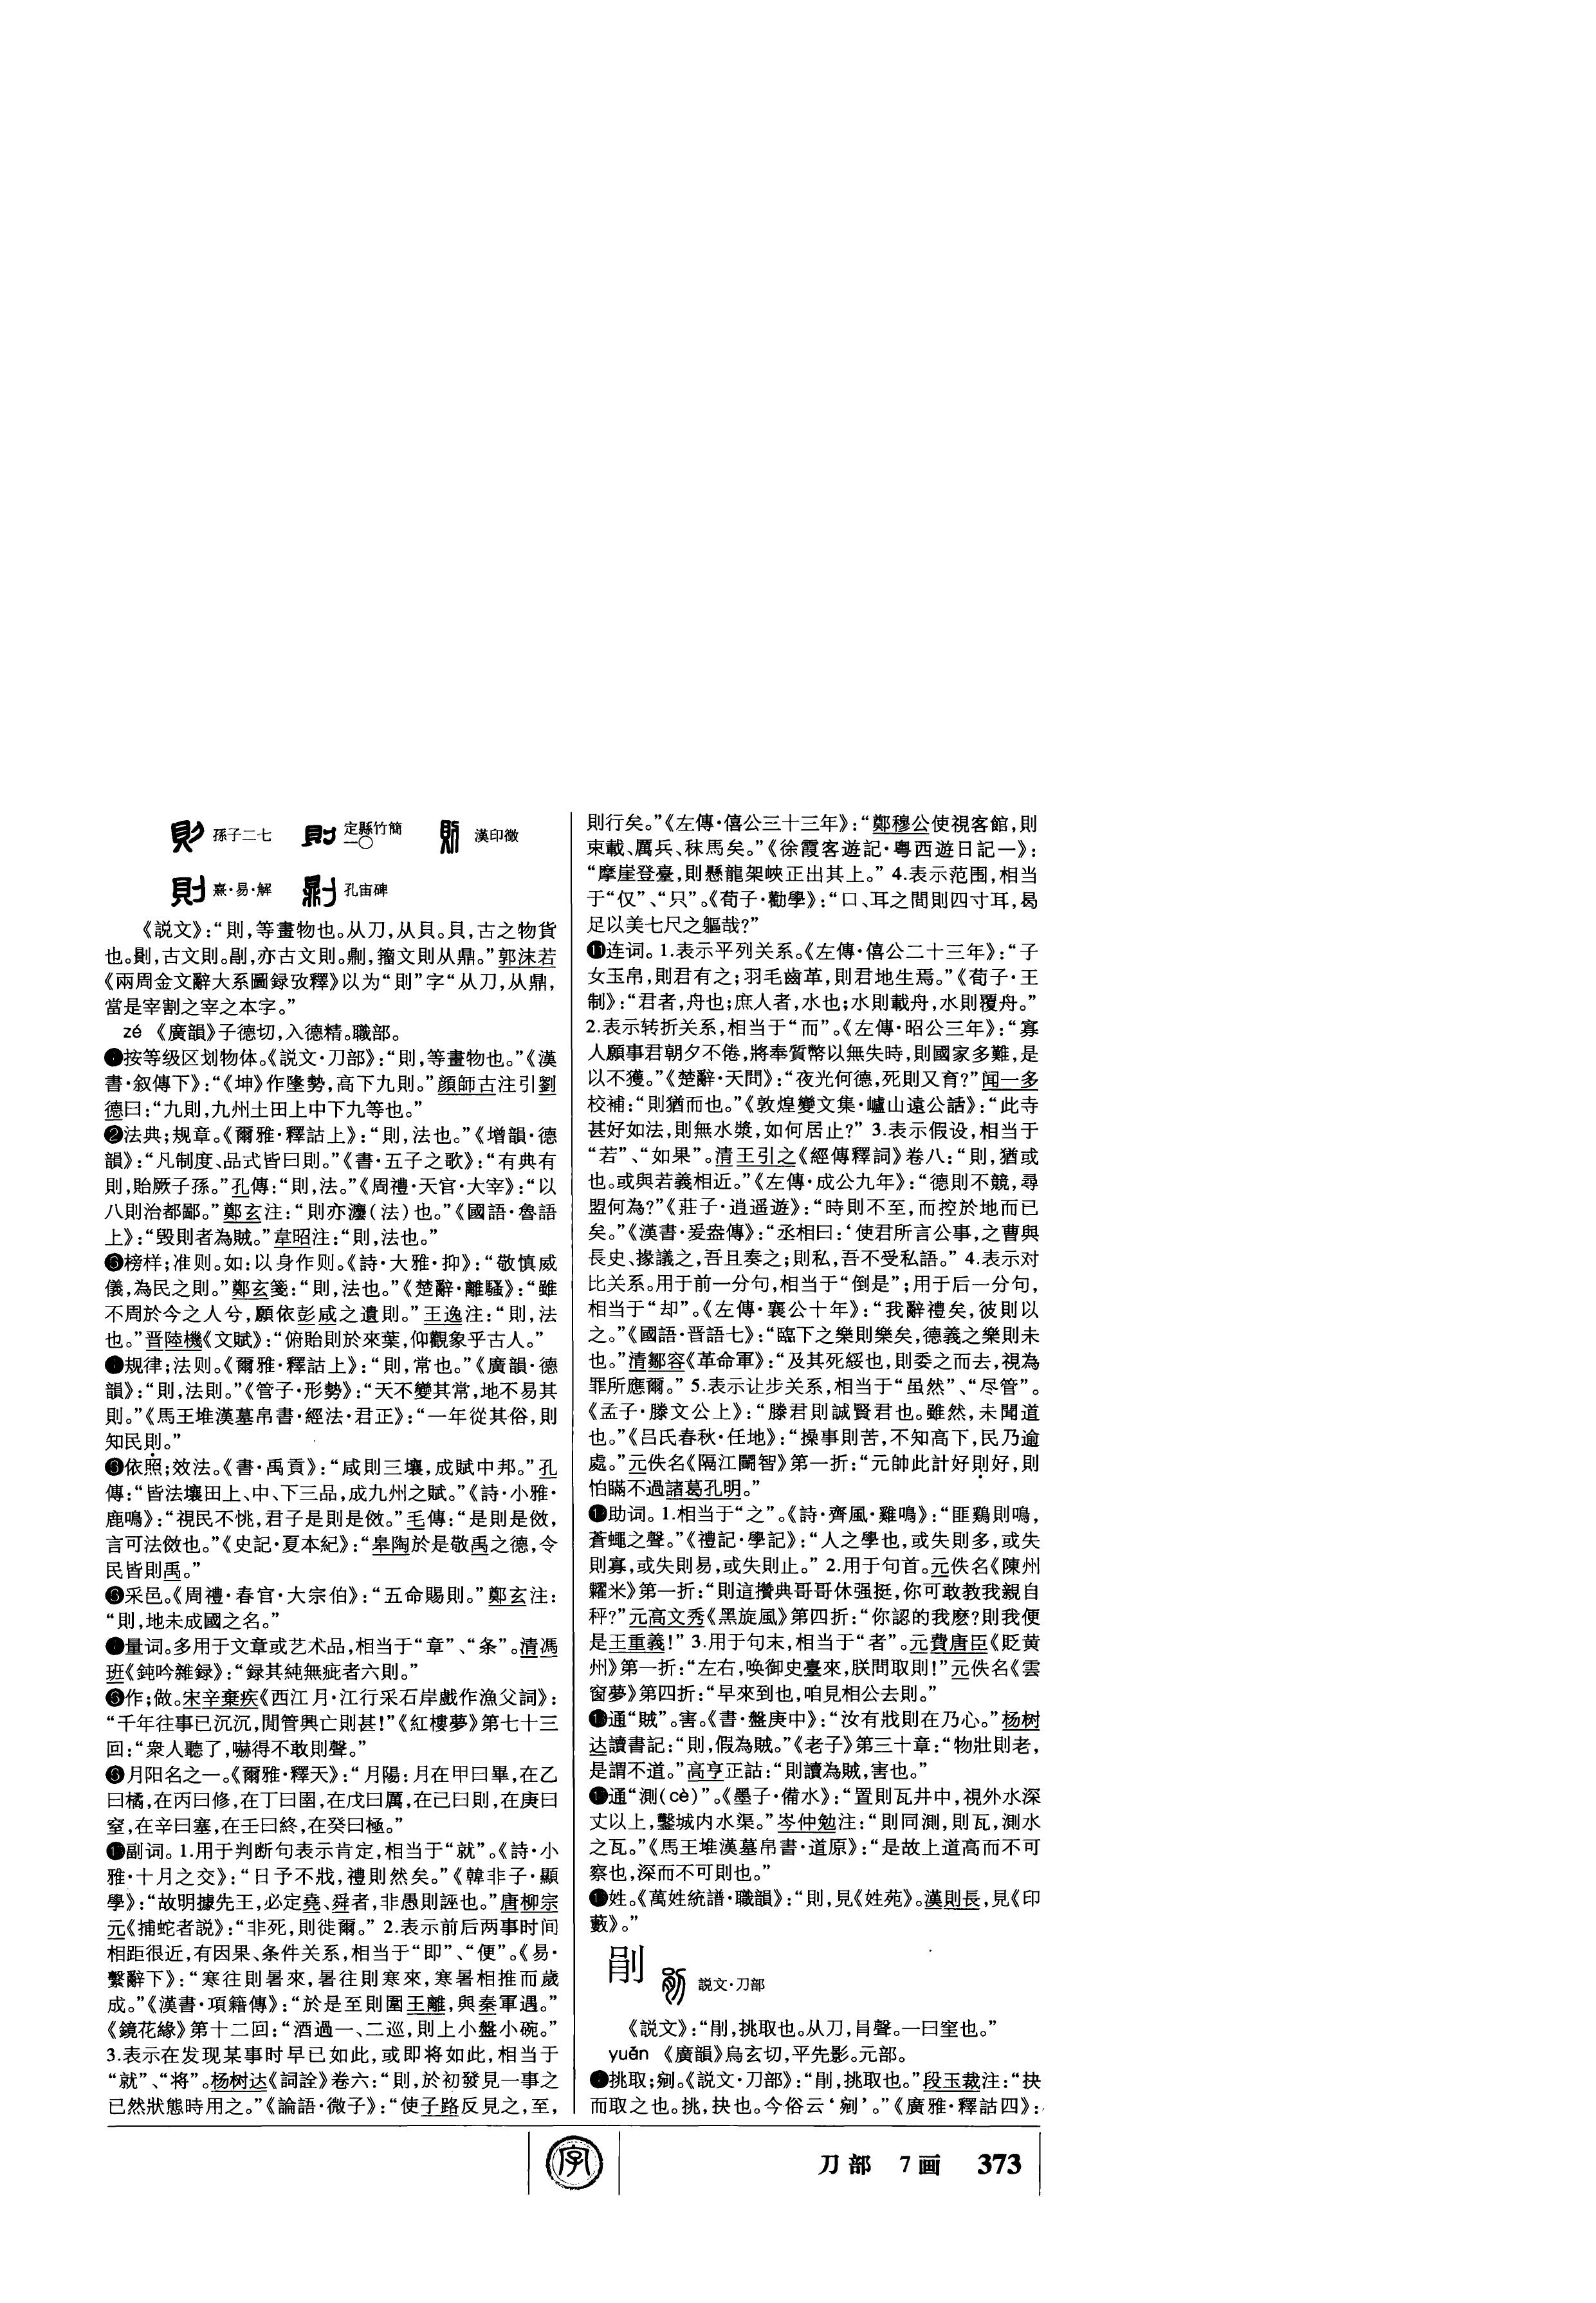 孫子二七 定縣竹簡一一〇 漢印徵
熹·易·解 孔宙碑
《説文》：“則，等畫物也。从刀，从貝。貝，古之物貨
也。𠟭，古文則。𠞋，亦古文則。鼎刂，籀文則从鼎。”郭沫若
《兩周金文辭大系圖録攷釋》以为“則”字“从刀，从鼎，
當是宰割之宰之本字。”
zé 《廣韻》子德切，入德精。職部。
❶按等级区划物体。《説文·刀部》：“則，等畫物也。”《漢
書·叙傳下》：“《坤》作墬勢，高下九則。”顔師古注引劉
德曰：“九則，九州土田上中下九等也。”
❷法典；规章。《爾雅·釋詁上》：“則，法也。”《增韻·德
韻》：“凡制度、品式皆曰則。”《書·五子之歌》：“有典有
則，貽厥子孫。”孔傳：“則，法。”《周禮·天官·大宰》：“以
八則治都鄙。”鄭玄注：“則亦灋（法）也。”《國語·魯語
上》：“毁則者為賊。”韋昭注：“則，法也。”
❸榜样；准则。如：以身作则。《詩·大雅·抑》：“敬慎威
儀，為民之則。”鄭玄箋：“則，法也。”《楚辭·離騷》：“雖
不周於今之人兮，願依彭咸之遺則。”王逸注：“則，法
也。”晋陸機《文賦》：“俯貽則於來葉，仰觀象乎古人。”
❹规律；法则。《爾雅·釋詁上》：“則，常也。”《廣韻·德
韻》：“則，法則。”《管子·形勢》：“天不變其常，地不易其
則。”《馬王堆漢墓帛書·經法·君正》：“一年從其俗，則
知民則。”
❺依照；效法。《書·禹貢》：“咸則三壤，成賦中邦。”孔
傳：“皆法壤田上、中、下三品，成九州之賦。”《詩·小雅·
鹿鳴》：“視民不恌，君子是則是傚。”毛傳：“是則是傚，
言可法傚也。”《史記·夏本紀》：“皋陶於是敬禹之德，令
民皆則禹。”
❻采邑。《周禮·春官·大宗伯》：“五命賜則。”鄭玄注：
“則，地未成國之名。”
❼量词。多用于文章或艺术品，相当于“章”、“条”。清馮
班《鈍吟雜録》：“録其純無疵者六則。”
❽作；做。宋辛棄疾《西江月·江行采石岸戲作漁父詞》：
“千年往事已沉沉，閒管興亡則甚！”《紅樓夢》第七十三
回：“衆人聽了，嚇得不敢則聲。”
❾月阳名之一。《爾雅·釋天》：“月陽：月在甲曰畢，在乙
曰橘，在丙曰修，在丁曰圉，在戊曰厲，在己曰則，在庚曰
窒，在辛曰塞，在壬曰終，在癸曰極。”
❿副词。1.用于判断句表示肯定，相当于“就”。《詩·小
雅·十月之交》：“日予不戕，禮則然矣。”《韓非子·顯
學》：“故明據先王，必定堯、舜者，非愚則誣也。”唐柳宗
元《捕蛇者説》：“非死，則徙爾。” 2.表示前后两事时间
相距很近，有因果、条件关系，相当于“即”、“便”。《易·
繫辭下》：“寒往則暑來，暑往則寒來，寒暑相推而歲
成。”《漢書·項籍傳》：“於是至則圍王離，與秦軍遇。”
《鏡花緣》第十二回：“酒過一、二巡，則上小盤小碗。”
3.表示在发现某事时早已如此，或即将如此，相当于
“就”、“将”。杨树达《詞詮》卷六：“則，於初發見一事之
已然狀態時用之。”《論語·微子》：“使子路反見之，至，
則行矣。”《左傳·僖公三十三年》：“鄭穆公使視客館，則
束載、厲兵、秣馬矣。”《徐霞客遊記·粤西遊日記一》：
“摩崖登臺，則懸龍架峽正出其上。” 4.表示范围，相当
于“仅”、“只”。《荀子·勸學》：“口、耳之間則四寸耳，曷
足以美七尺之軀哉？”
⓫连词。1.表示平列关系。《左傳·僖公二十三年》：“子
女玉帛，則君有之；羽毛齒革，則君地生焉。”《荀子·王
制》：“君者，舟也；庶人者，水也；水則載舟，水則覆舟。”
2.表示转折关系，相当于“而”。《左傳·昭公三年》：“寡
人願事君朝夕不倦，將奉質幣以無失時，則國家多難，是
以不獲。”《楚辭·天問》：“夜光何德，死則又育？”闻一多
校補：“則猶而也。”《敦煌變文集·㠠山遠公話》：“此寺
甚好如法，則無水漿，如何居止？” 3.表示假设，相当于
“若”、“如果”。清王引之《經傳釋詞》卷八：“則，猶或
也。或與若義相近。”《左傳·成公九年》：“德則不競，尋
盟何為？”《莊子·逍遥遊》：“時則不至，而控於地而已
矣。”《漢書·爰盎傳》：“丞相曰：‘使君所言公事，之曹與
長史、掾議之，吾且奏之；則私，吾不受私語。” 4.表示对
比关系。用于前一分句，相当于“倒是”；用于后一分句，
相当于“却”。《左傳·襄公十年》：“我辭禮矣，彼則以
之。”《國語·晋語七》：“臨下之樂則樂矣，德義之樂則未
也。”清鄒容《革命軍》：“及其死綏也，則委之而去，視為
罪所應爾。” 5.表示让步关系，相当于“虽然”、“尽管”。
《孟子·滕文公上》：“滕君則誠賢君也。雖然，未聞道
也。”《吕氏春秋·任地》：“操事則苦，不知高下，民乃逾
處。”元佚名《隔江鬭智》第一折：“元帥此計好則好，則
怕瞞不過諸葛孔明。”
⓬助词。1.相当于“之”。《詩·齊風·雞鳴》：“匪鷄則鳴，
蒼蠅之聲。”《禮記·學記》：“人之學也，或失則多，或失
則寡，或失則易，或失則止。” 2.用于句首。元佚名《陳州
糶米》第一折：“則這攢典哥哥休强挺，你可敢教我親自
秤？”元高文秀《黑旋風》第四折：“你認的我麽？則我便
是王重義！” 3.用于句末，相当于“者”。元費唐臣《貶黄
州》第一折：“左右，唤御史臺來，朕問取則！”元佚名《雲
窗夢》第四折：“早來到也，咱見相公去則。”
⓭通“賊”。害。《書·盤庚中》：“汝有戕則在乃心。”杨树
达讀書記：“則，假為賊。”《老子》第三十章：“物壯則老，
是謂不道。”高亨正詁：“則讀為賊，害也。”
⓮通“測（cè）”。《墨子·備水》：“置則瓦井中，視外水深
丈以上，鑿城内水渠。”岑仲勉注：“則同測，則瓦，測水
之瓦。”《馬王堆漢墓帛書·道原》：“是故上道高而不可
察也，深而不可則也。”
⓯姓。《萬姓統譜·職韻》：“則，見《姓苑》。漢則長，見《印
藪》。”
剈 説文·刀部
《説文》：“剈，挑取也。从刀，肙聲。一曰窐也。”
yuān 《廣韻》烏玄切，平先影。元部。
❶挑取；剜。《説文·刀部》：“剈，挑取也。”段玉裁注：“抉
而取之也。挑，抉也。今俗云‘剜’。”《廣雅·釋詁四》：
字
刀部 7画 373